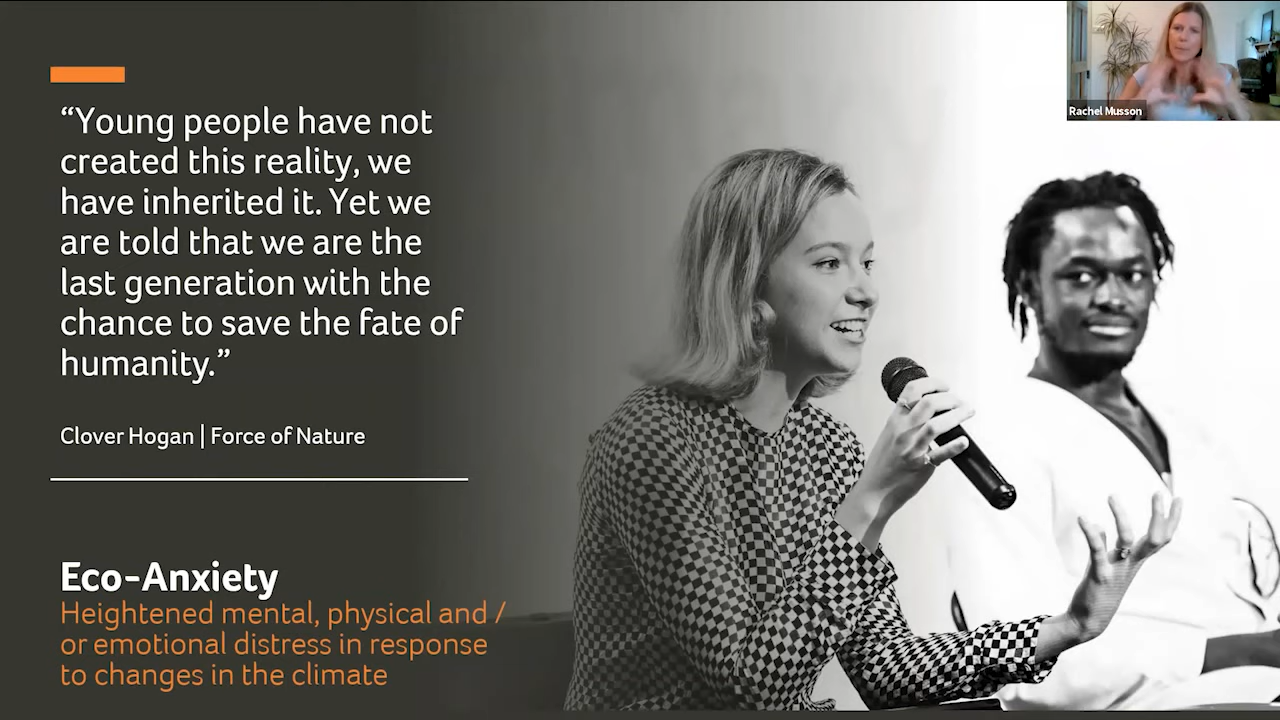 “Young people have not
created this reality, we
have inherited it. Yet we
are told that we are the
last generation with the
chance to save the fate of
humanity.”
Clover Hogan | Force of Nature
Eco-Anxiety
Heightened mental, physical and /
or emotional distress in response
to changes in the climate
Rachel Musson